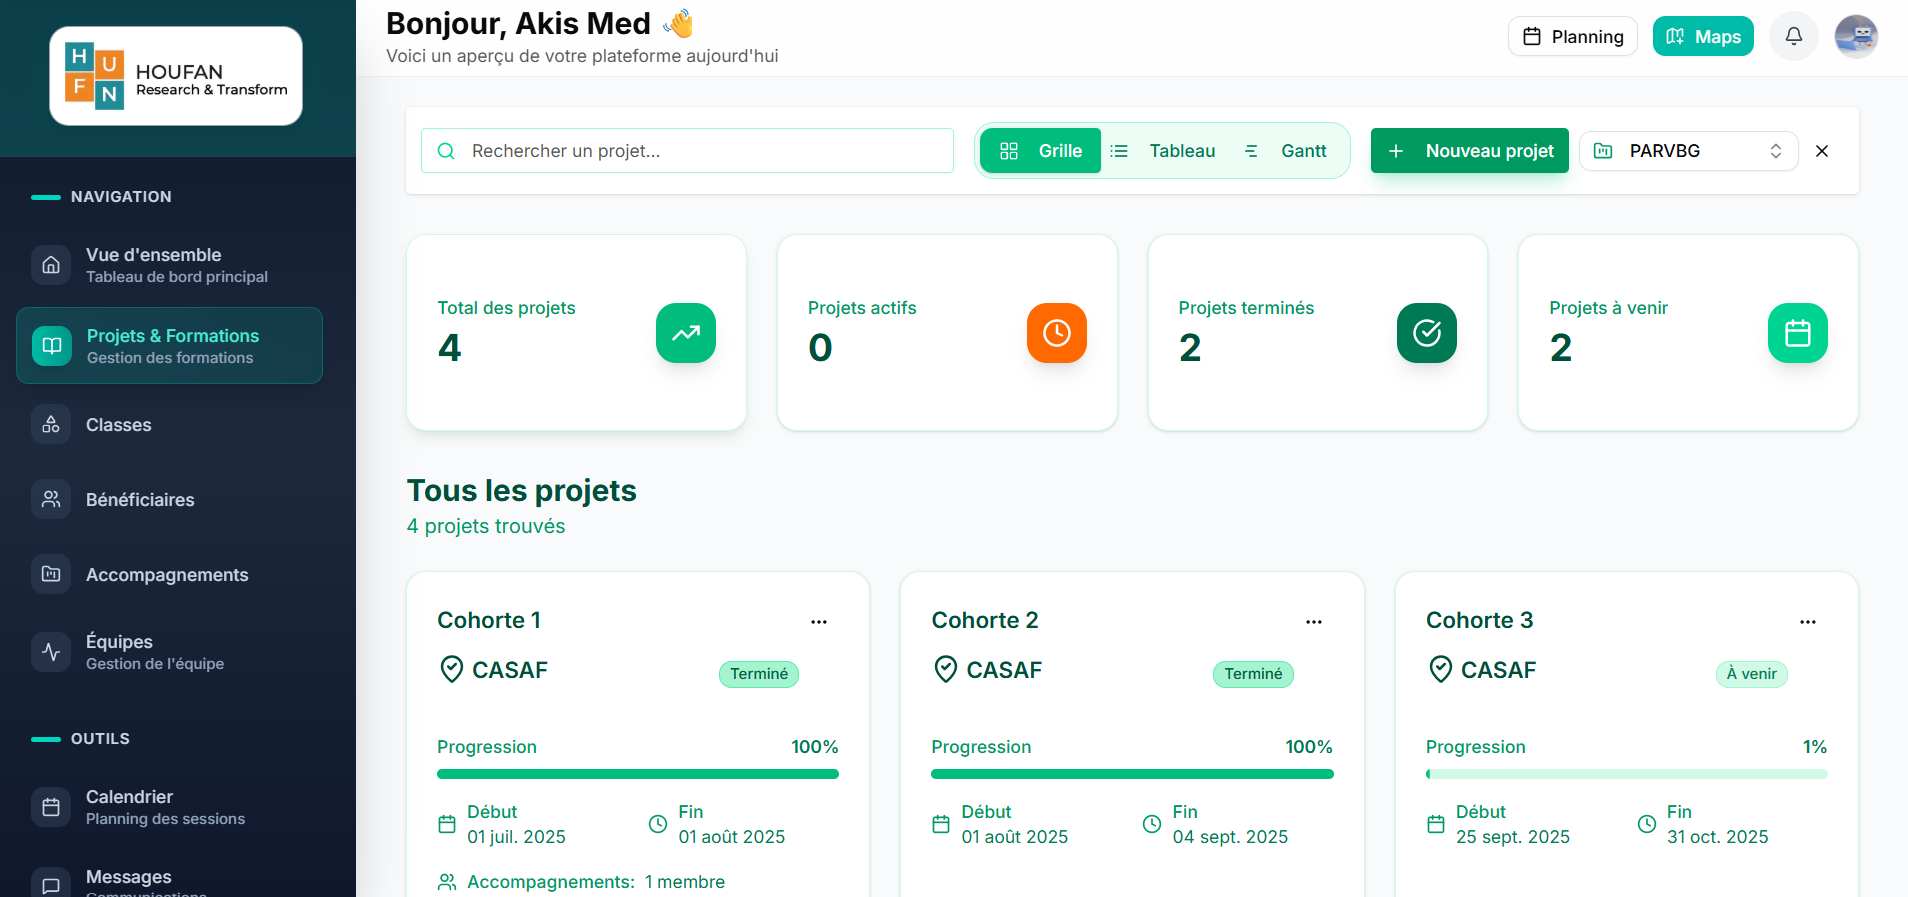 H
U
F
N
HOUFAN
Research & Transform
NAVIGATION
Vue d'ensemble
Tableau de bord principal
Projets & Formations
Gestion des formations
Classes
Bénéficiaires
Accompagnements
Équipes
Gestion de l'équipe
OUTILS
Calendrier
Planning des sessions
Messages
Communications
Bonjour, Akis Med 👋
Voici un aperçu de votre plateforme aujourd'hui
Planning
Maps
Rechercher un projet...
Grille
Tableau
Gantt
Nouveau projet
PARVBG
Total des projets
4
Projets actifs
0
Projets terminés
2
Projets à venir
2
Tous les projets
4 projets trouvés
Cohorte 1
CASAF
Terminé
Progression 100%
Début
01 juil. 2025
Fin
01 août 2025
Accompagnements: 1 membre
Cohorte 2
CASAF
Terminé
Progression 100%
Début
01 août 2025
Fin
04 sept. 2025
Cohorte 3
CASAF
À venir
Progression 1%
Début
25 sept. 2025
Fin
31 oct. 2025